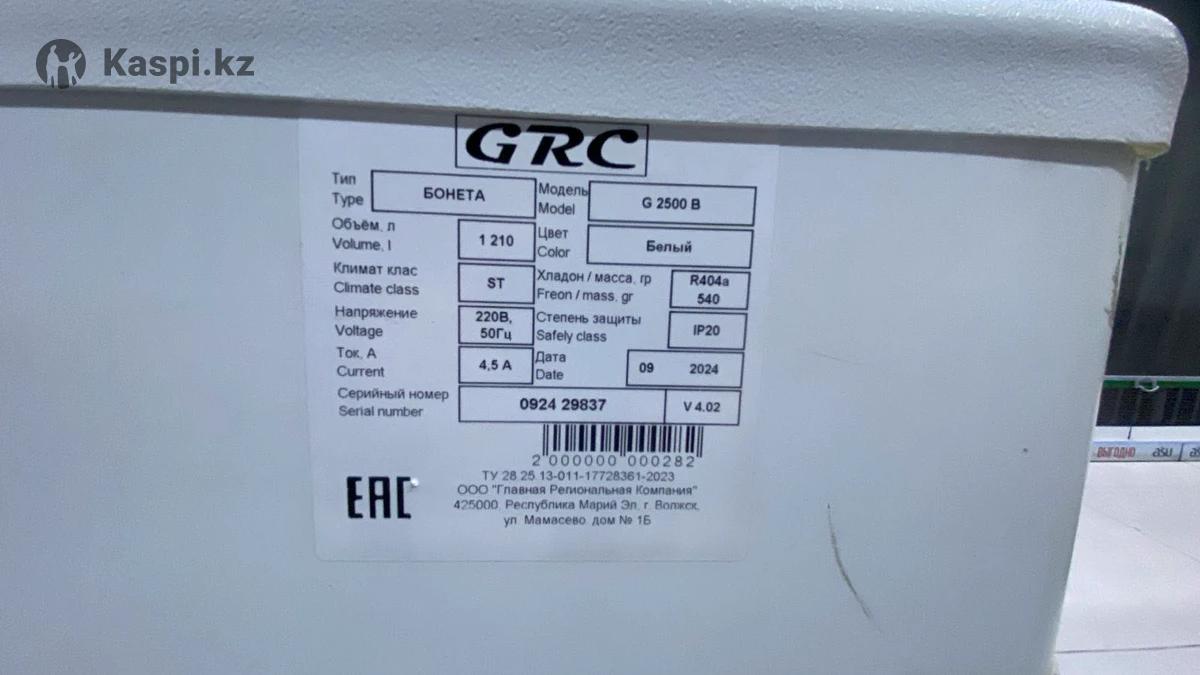 Kaspi.kz
GRC
Тип
Type
БОНЕТА
Модель
Model
G 2500 В
Объём, л
Volume, l
1 210
Цвет
Color
Белый
Климат клас
Climate class
ST
Хладон / масса, гр
Freon / mass, gr
R404a
540
Напряжение
Voltage
220В,
50Гц
Степень защиты
Safely class
IP20
Ток, А
Current
4,5 А
Дата
Date
09 2024
Серийный номер
Serial number
0924 29837
V 4.02
2 000000 000282
ТУ 28.25.13-011-17728361-2023
ООО "Главная Региональная Компания"
425000, Республика Марий Эл, г. Волжск,
ул. Мамасево, дом № 1Б
EAC
ВЫГОДНО asu